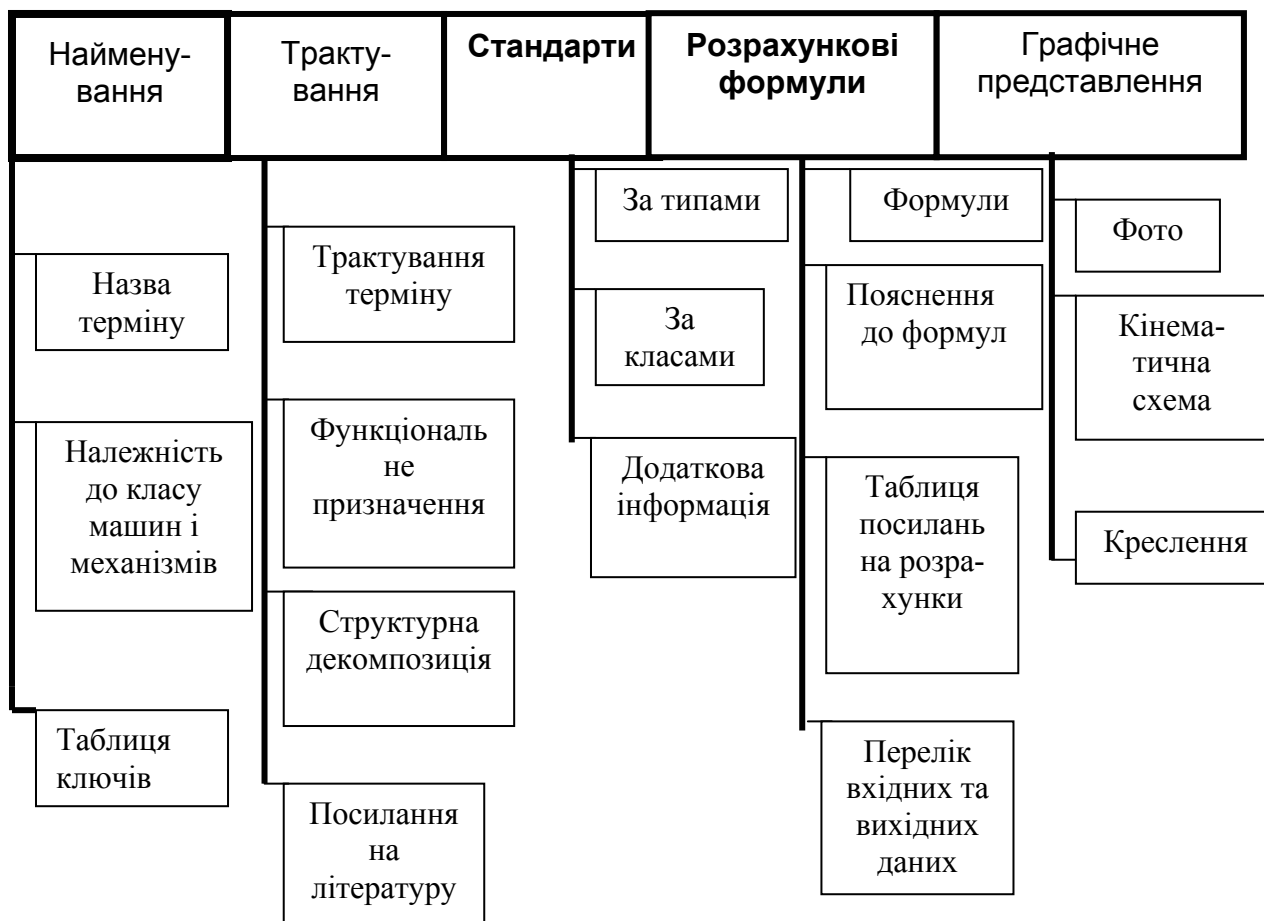 Наймену-
вання
Тракту-
вання
Стандарти
Розрахункові
формули
Графічне
представлення
Назва
терміну
Належність
до класу
машин і
механізмів
Таблиця
ключів
Трактування
терміну
Функціональ
не
призначення
Структурна
декомпозиція
Посилання
на
літературу
За типами
За
класами
Додаткова
інформація
Формули
Пояснення
до формул
Таблиця
посилань
на розра-
хунки
Перелік
вхідних та
вихідних
даних
Фото
Кінема-
тична
схема
Креслення